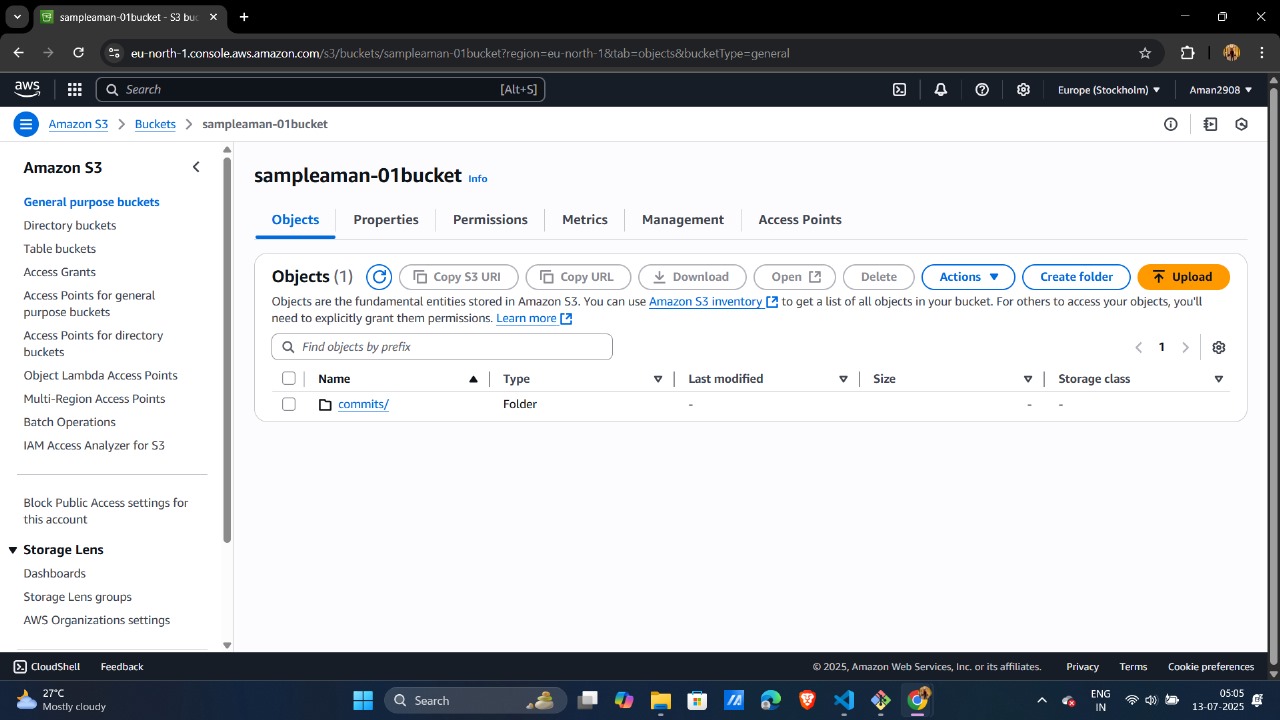 sampleaman-01bucket - S3 buc
eu-north-1.console.aws.amazon.com/s3/buckets/sampleaman-01bucket?region=eu-north-1&tab=objects&bucketType=general
aws
Search [Alt+S]
Europe (Stockholm)
Aman2908
Amazon S3 > Buckets > sampleaman-01bucket
Amazon S3
General purpose buckets
Directory buckets
Table buckets
Access Grants
Access Points for general
purpose buckets
Access Points for directory
buckets
Object Lambda Access Points
Multi-Region Access Points
Batch Operations
IAM Access Analyzer for S3
Block Public Access settings for
this account
Storage Lens
Dashboards
Storage Lens groups
AWS Organizations settings
sampleaman-01bucket Info
Objects Properties Permissions Metrics Management Access Points
Objects (1) Copy S3 URI Copy URL Download Open Delete Actions Create folder Upload
Objects are the fundamental entities stored in Amazon S3. You can use Amazon S3 inventory to get a list of all objects in your bucket. For others to access your objects, you'll
need to explicitly grant them permissions. Learn more
Find objects by prefix
1
Name Type Last modified Size Storage class
commits/ Folder - - -
CloudShell Feedback © 2025, Amazon Web Services, Inc. or its affiliates. Privacy Terms Cookie preferences
27°C
Mostly cloudy
Search
ENG
IN
05:05
13-07-2025